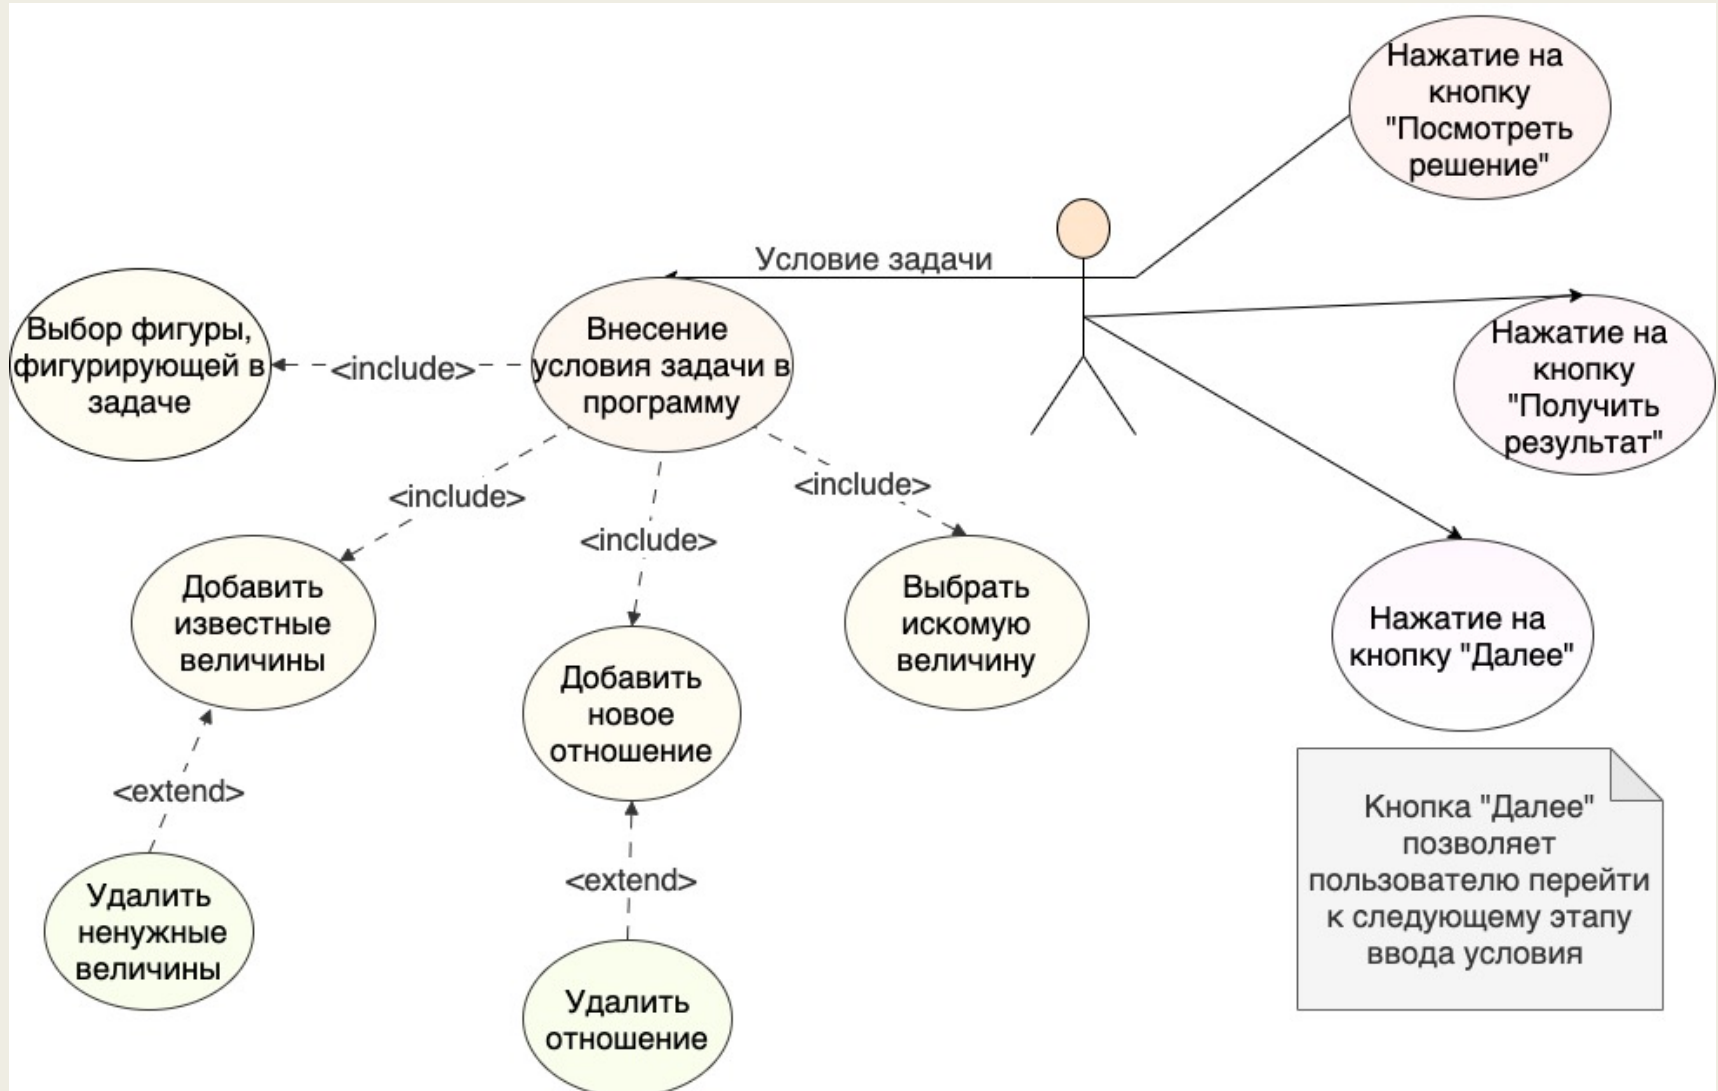 Нажатие на
кнопку
"Посмотреть
решение"
Условие задачи
Выбор фигуры,
фигурирующей в
задаче
<include>
Внесение
условия задачи в
программу
Нажатие на
кнопку
"Получить
результат"
<include>
<include>
<include>
Добавить
известные
величины
Добавить
новое
отношение
Выбрать
искомую
величину
Нажатие на
кнопку "Далее"
<extend>
<extend>
Удалить
ненужные
величины
Удалить
отношение
Кнопка "Далее"
позволяет
пользователю перейти
к следующему этапу
ввода условия